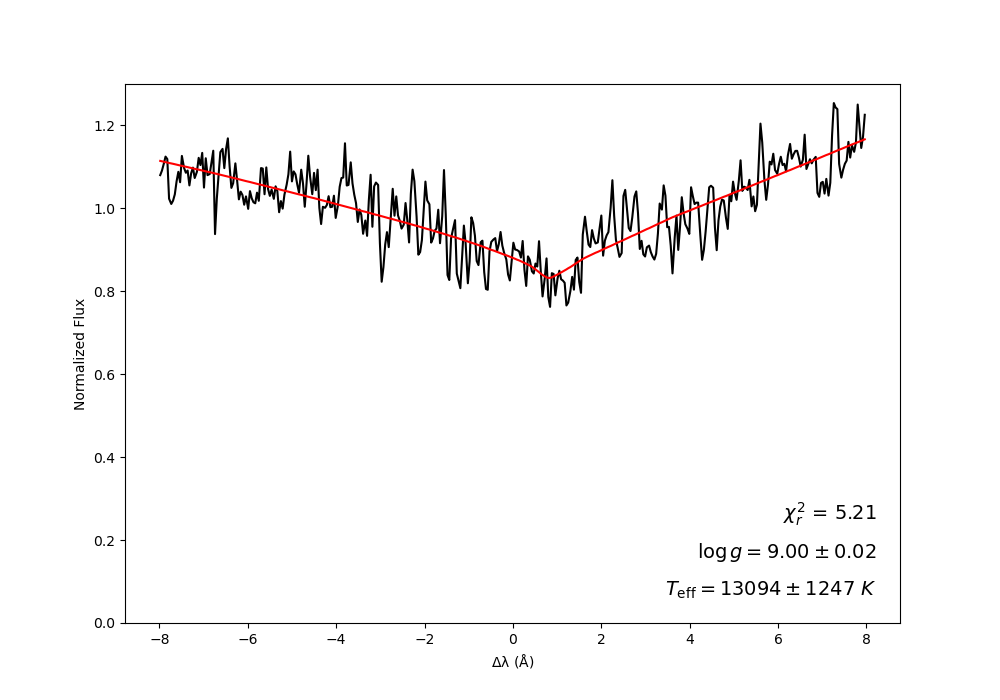 1.2
1.0
0.8
0.6
0.4
0.2
0.0
Normalized Flux
χ²ᵣ = 5.21
log g = 9.00 ± 0.02
T_eff = 13094 ± 1247 K
−8 −6 −4 −2 0 2 4 6 8
Δλ (Å)